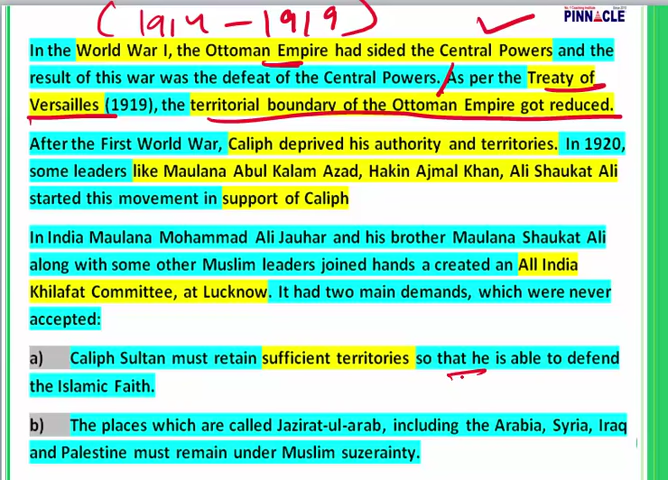 (1914-1919)
PINNACLE
In the World War I, the Ottoman Empire had sided the Central Powers and the
result of this war was the defeat of the Central Powers. As per the Treaty of
Versailles (1919), the territorial boundary of the Ottoman Empire got reduced.
After the First World War, Caliph deprived his authority and territories. In 1920,
some leaders like Maulana Abul Kalam Azad, Hakin Ajmal Khan, Ali Shaukat Ali
started this movement in support of Caliph
In India Maulana Mohammad Ali Jauhar and his brother Maulana Shaukat Ali
along with some other Muslim leaders joined hands a created an All India
Khilafat Committee, at Lucknow. It had two main demands, which were never
accepted:
a) Caliph Sultan must retain sufficient territories so that he is able to defend
the Islamic Faith.
b) The places which are called Jazirat-ul-arab, including the Arabia, Syria, Iraq
and Palestine must remain under Muslim suzerainty.